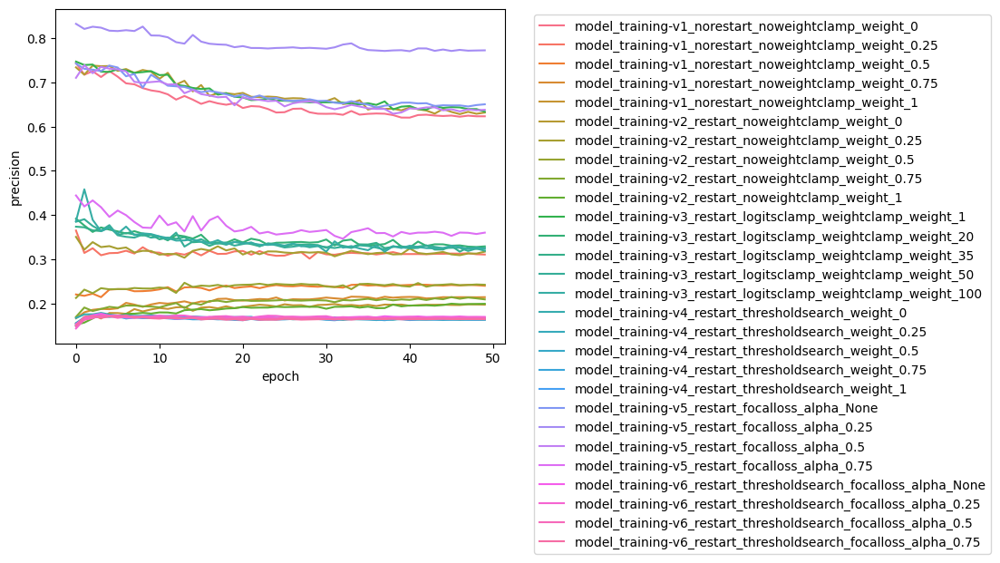 0.8
0.7
0.6
0.5
0.4
0.3
0.2
precision
0 10 20 30 40 50
epoch
model_training-v1_norestart_noweightclamp_weight_0
model_training-v1_norestart_noweightclamp_weight_0.25
model_training-v1_norestart_noweightclamp_weight_0.5
model_training-v1_norestart_noweightclamp_weight_0.75
model_training-v1_norestart_noweightclamp_weight_1
model_training-v2_restart_noweightclamp_weight_0
model_training-v2_restart_noweightclamp_weight_0.25
model_training-v2_restart_noweightclamp_weight_0.5
model_training-v2_restart_noweightclamp_weight_0.75
model_training-v2_restart_noweightclamp_weight_1
model_training-v3_restart_logitsclamp_weightclamp_weight_1
model_training-v3_restart_logitsclamp_weightclamp_weight_20
model_training-v3_restart_logitsclamp_weightclamp_weight_35
model_training-v3_restart_logitsclamp_weightclamp_weight_50
model_training-v3_restart_logitsclamp_weightclamp_weight_100
model_training-v4_restart_thresholdsearch_weight_0
model_training-v4_restart_thresholdsearch_weight_0.25
model_training-v4_restart_thresholdsearch_weight_0.5
model_training-v4_restart_thresholdsearch_weight_0.75
model_training-v4_restart_thresholdsearch_weight_1
model_training-v5_restart_focalloss_alpha_None
model_training-v5_restart_focalloss_alpha_0.25
model_training-v5_restart_focalloss_alpha_0.5
model_training-v5_restart_focalloss_alpha_0.75
model_training-v6_restart_thresholdsearch_focalloss_alpha_None
model_training-v6_restart_thresholdsearch_focalloss_alpha_0.25
model_training-v6_restart_thresholdsearch_focalloss_alpha_0.5
model_training-v6_restart_thresholdsearch_focalloss_alpha_0.75